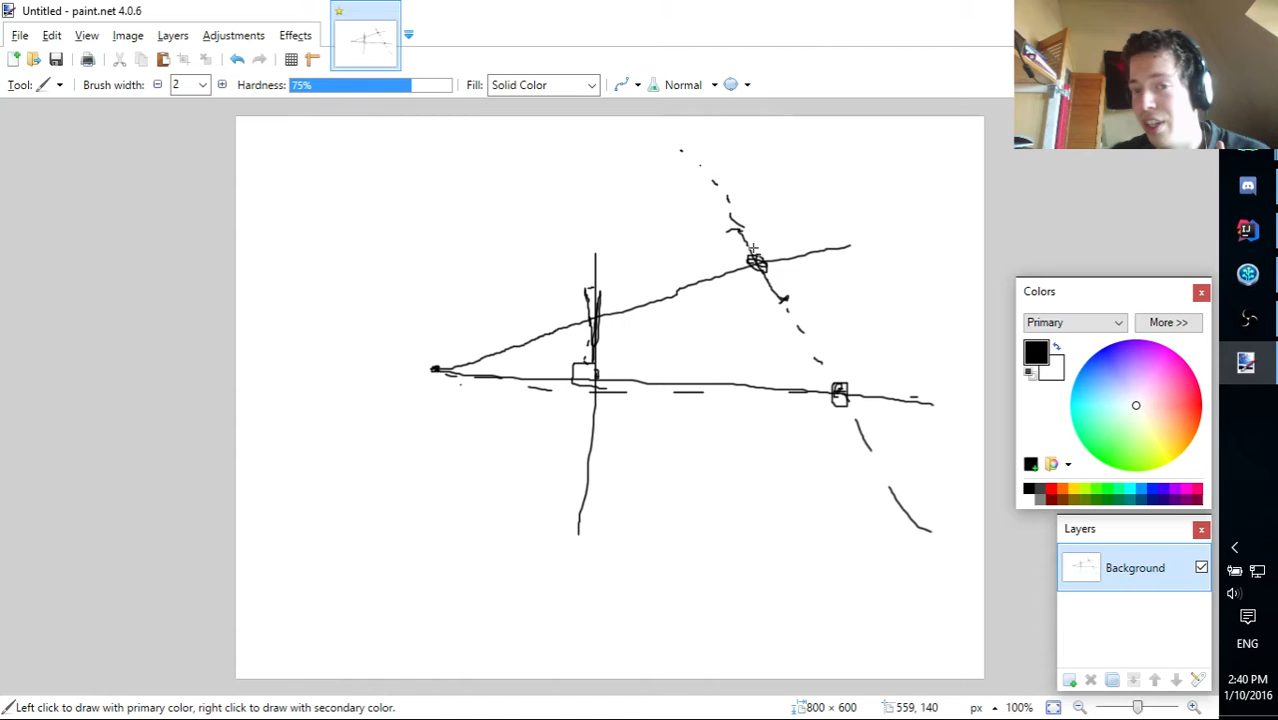 Untitled - paint.net 4.0.6
File Edit View Image Layers Adjustments Effects
Tool: Brush width: 2 Hardness: 75% Fill: Solid Color Normal
Colors
Primary More >>
Layers
Background
ENG
2:40 PM
1/10/2016
Left click to draw with primary color, right click to draw with secondary color. 800 × 600 559, 140 px 100%